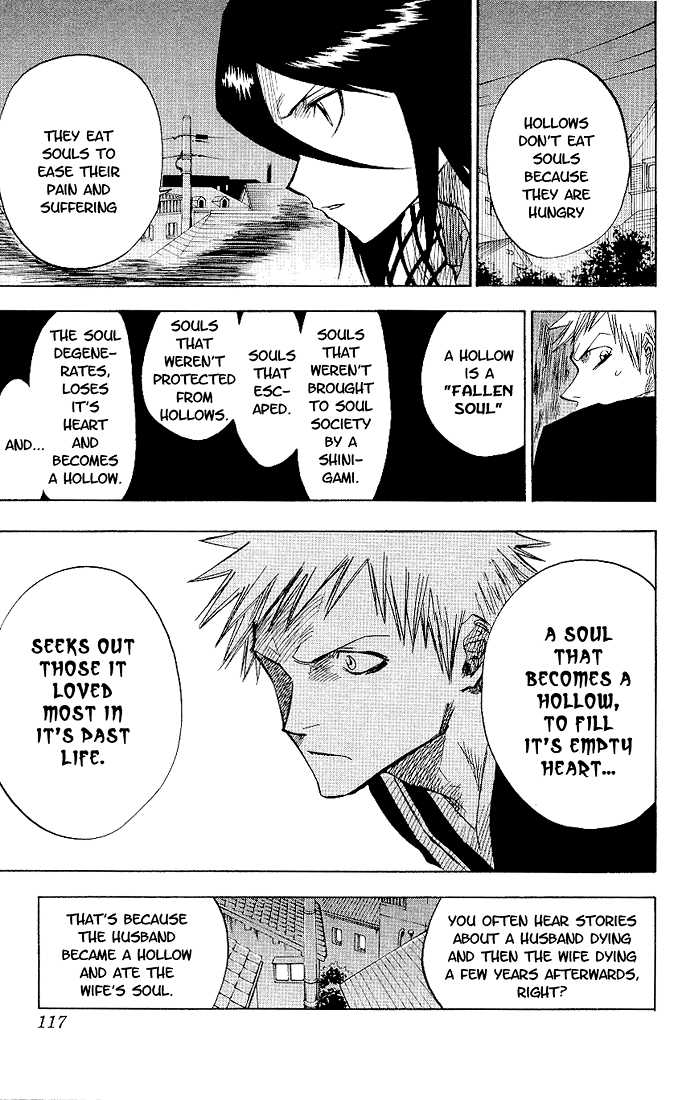 HOLLOWS
DON'T EAT
SOULS
BECAUSE
THEY ARE
HUNGRY
THEY EAT
SOULS TO
EASE THEIR
PAIN AND
SUFFERING
A HOLLOW
IS A
"FALLEN
SOUL"
SOULS
THAT
WEREN'T
BROUGHT
TO SOUL
SOCIETY
BY A
SHINI-
GAMI.
SOULS
THAT
ESC-
APED.
SOULS
THAT
WEREN'T
PROTECTED
FROM
HOLLOWS.
THE SOUL
DEGENE-
RATES,
LOSES
IT'S
HEART
AND
BECOMES
A HOLLOW.
AND...
A SOUL
THAT
BECOMES A
HOLLOW,
TO FILL
IT'S EMPTY
HEART...
SEEKS OUT
THOSE IT
LOVED
MOST IN
IT'S PAST
LIFE.
YOU OFTEN HEAR STORIES
ABOUT A HUSBAND DYING
AND THEN THE WIFE DYING
A FEW YEARS AFTERWARDS,
RIGHT?
THAT'S BECAUSE
THE HUSBAND
BECAME A HOLLOW
AND ATE THE
WIFE'S SOUL.
117